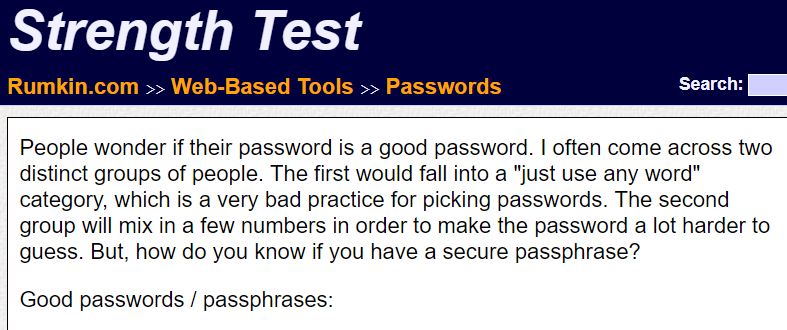 Strength Test
Rumkin.com >> Web-Based Tools >> Passwords
Search:
People wonder if their password is a good password. I often come across two
distinct groups of people. The first would fall into a "just use any word"
category, which is a very bad practice for picking passwords. The second
group will mix in a few numbers in order to make the password a lot harder to
guess. But, how do you know if you have a secure passphrase?
Good passwords / passphrases: